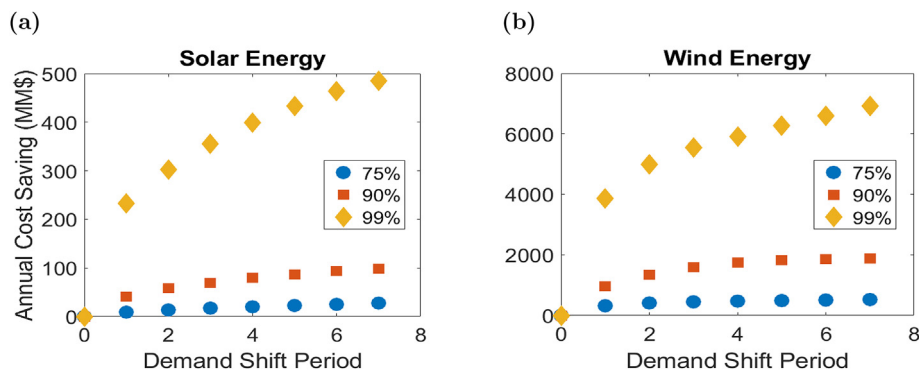 (a)
Solar Energy
Annual Cost Saving (MM$)
500
400
300
200
100
0
75%
90%
99%
0 2 4 6 8
Demand Shift Period
(b)
Wind Energy
8000
6000
4000
2000
0
75%
90%
99%
0 2 4 6 8
Demand Shift Period